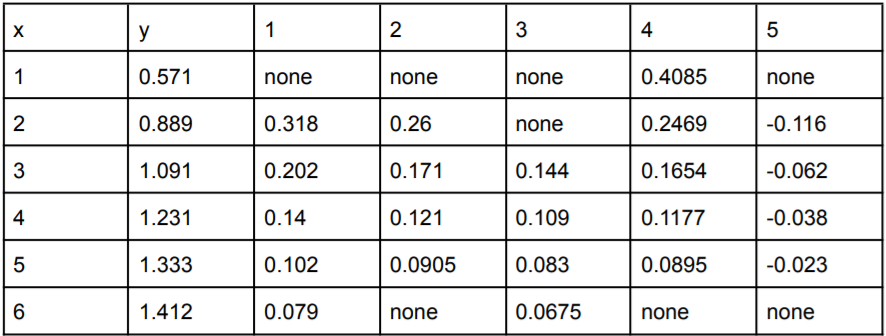 x y 1 2 3 4 5
1 0.571 none none none 0.4085 none
2 0.889 0.318 0.26 none 0.2469 -0.116
3 1.091 0.202 0.171 0.144 0.1654 -0.062
4 1.231 0.14 0.121 0.109 0.1177 -0.038
5 1.333 0.102 0.0905 0.083 0.0895 -0.023
6 1.412 0.079 none 0.0675 none none